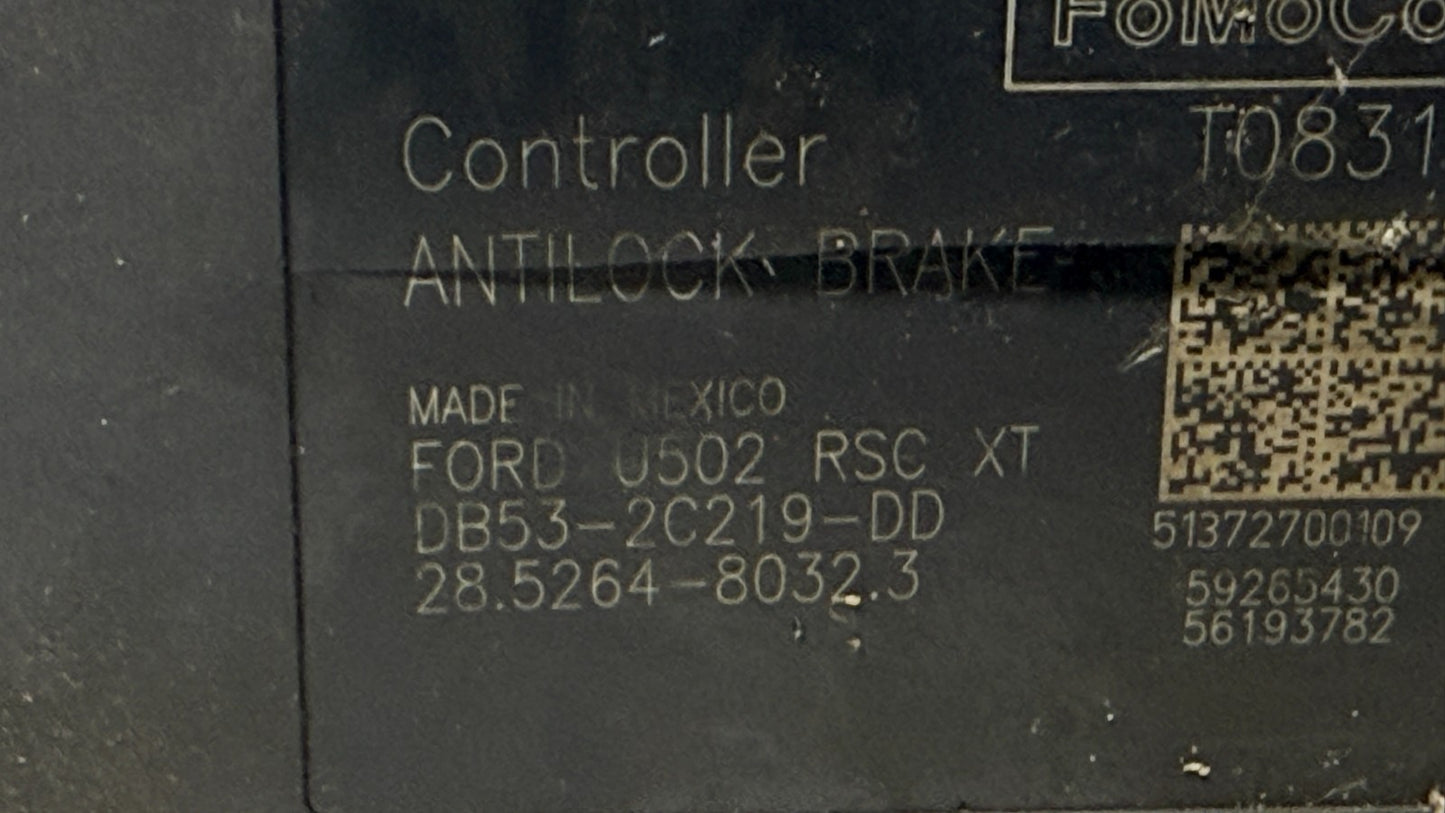 FoMoCo
Controller
T0831
ANTILOCK BRAKE
MADE IN MEXICO
FORD U502 RSC XT
DB53-2C219-DD
28.5264-8032.3
51372700109
59265430
56193782